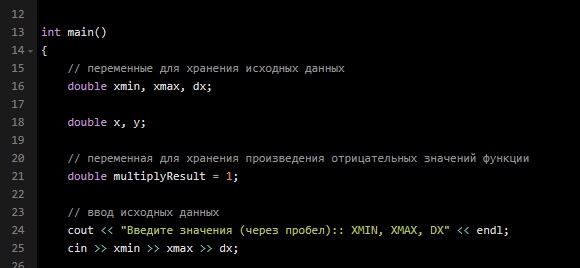 12
13 int main()
14 {
15 // переменные для хранения исходных данных
16 double xmin, xmax, dx;
17
18 double x, y;
19
20 // переменная для хранения произведения отрицательных значений функции
21 double multiplyResult = 1;
22
23 // ввод исходных данных
24 cout << "Введите значения (через пробел):: XMIN, XMAX, DX" << endl;
25 cin >> xmin >> xmax >> dx;
26